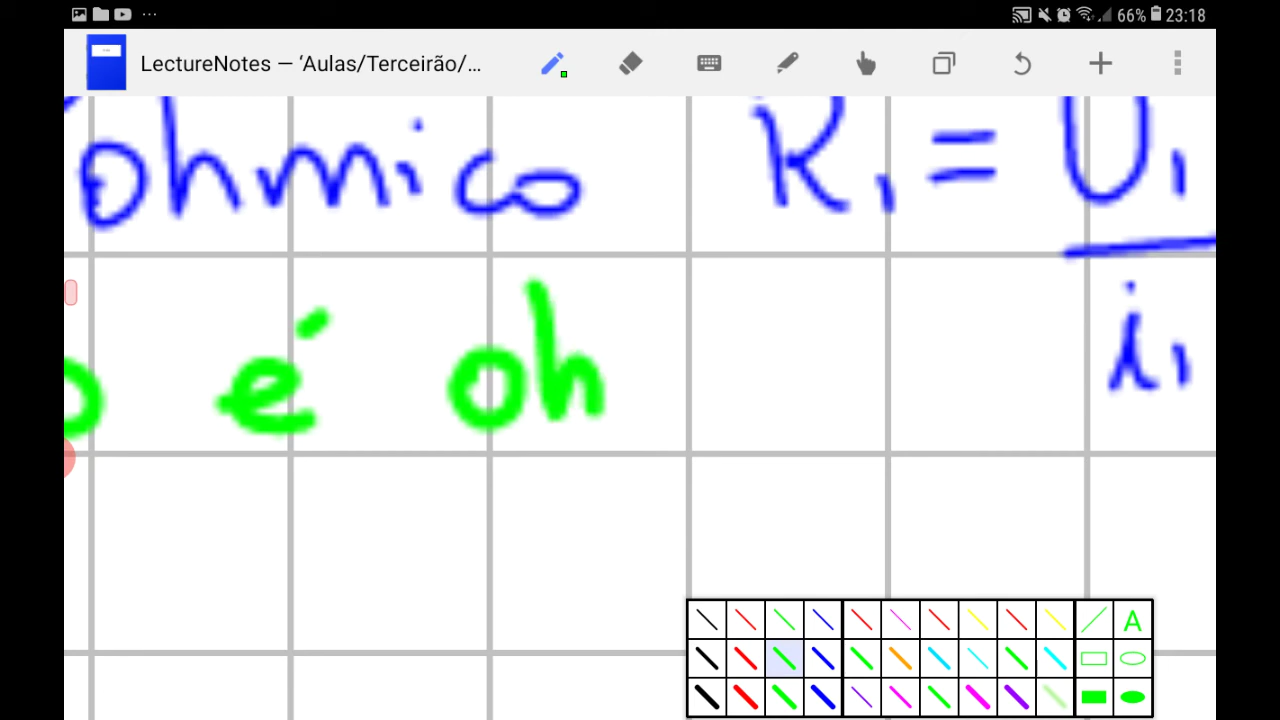 66% 23:18
LectureNotes — ‘Aulas/Terceirão/…
ohmico R₁ = U₁
i₁
o é oh
A